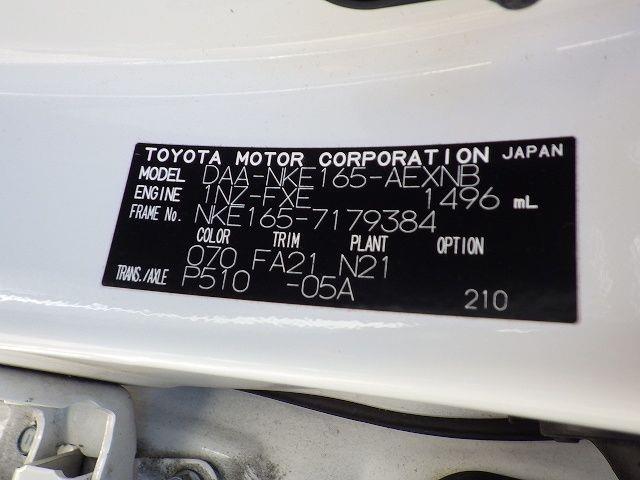 TOYOTA MOTOR CORPORATION JAPAN
MODEL DAA-NKE165-AEXNB
ENGINE 1NZ-FXE 1496 mL
FRAME No. NKE165-7179384
COLOR TRIM PLANT OPTION
070 FA21 N21
TRANS./AXLE P510 -05A 210